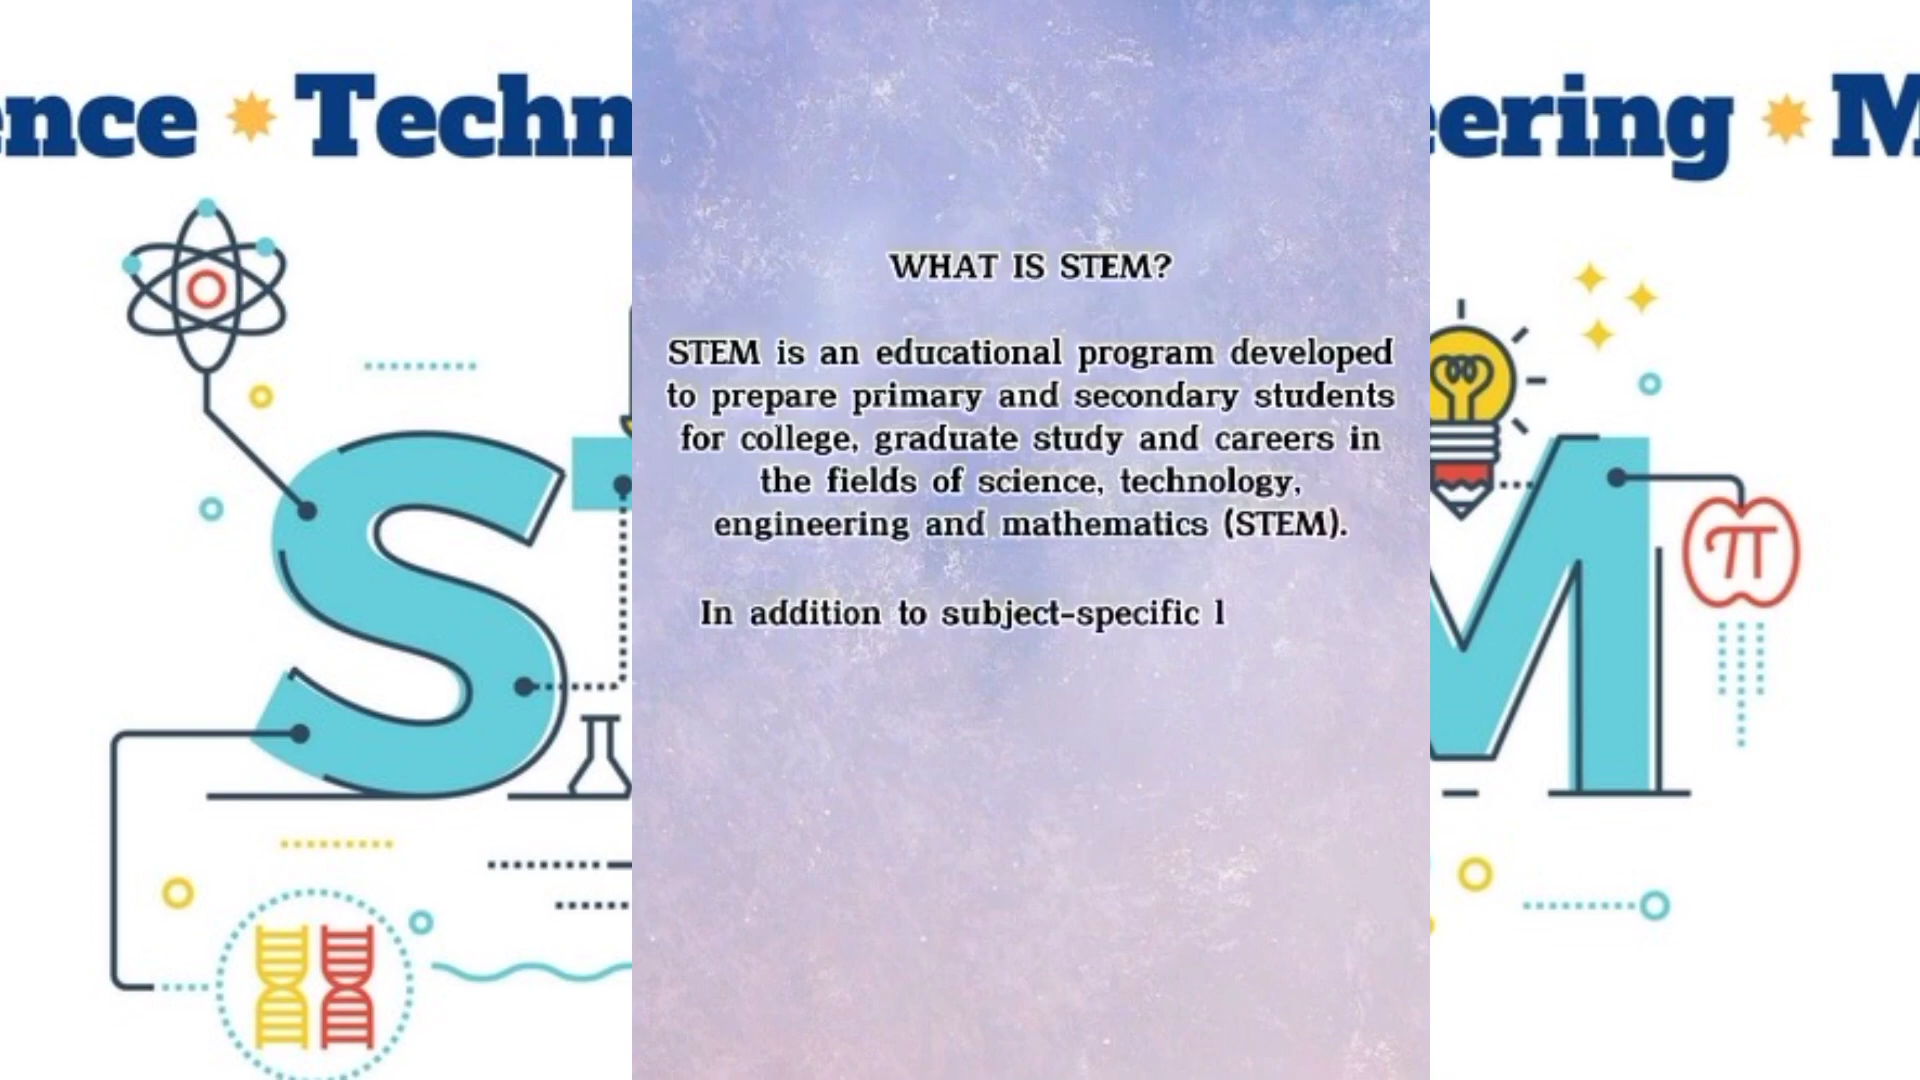 ence Techn
eering M
WHAT IS STEM?
STEM is an educational program developed
to prepare primary and secondary students
for college, graduate study and careers in
the fields of science, technology,
engineering and mathematics (STEM).
In addition to subject-specific l
ST
M
π